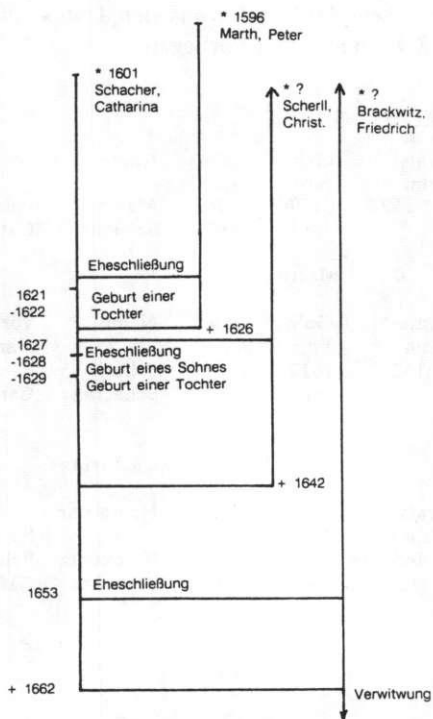 * 1596
Marth, Peter
* 1601
Schacher,
Catharina
* ?
Scherll,
Christ.
* ?
Brackwitz,
Friedrich
Eheschließung
1621
Geburt einer
-1622
Tochter
+ 1626
1627
Eheschließung
-1628
Geburt eines Sohnes
-1629
Geburt einer Tochter
+ 1642
Eheschließung
1653
+ 1662
Verwitwung